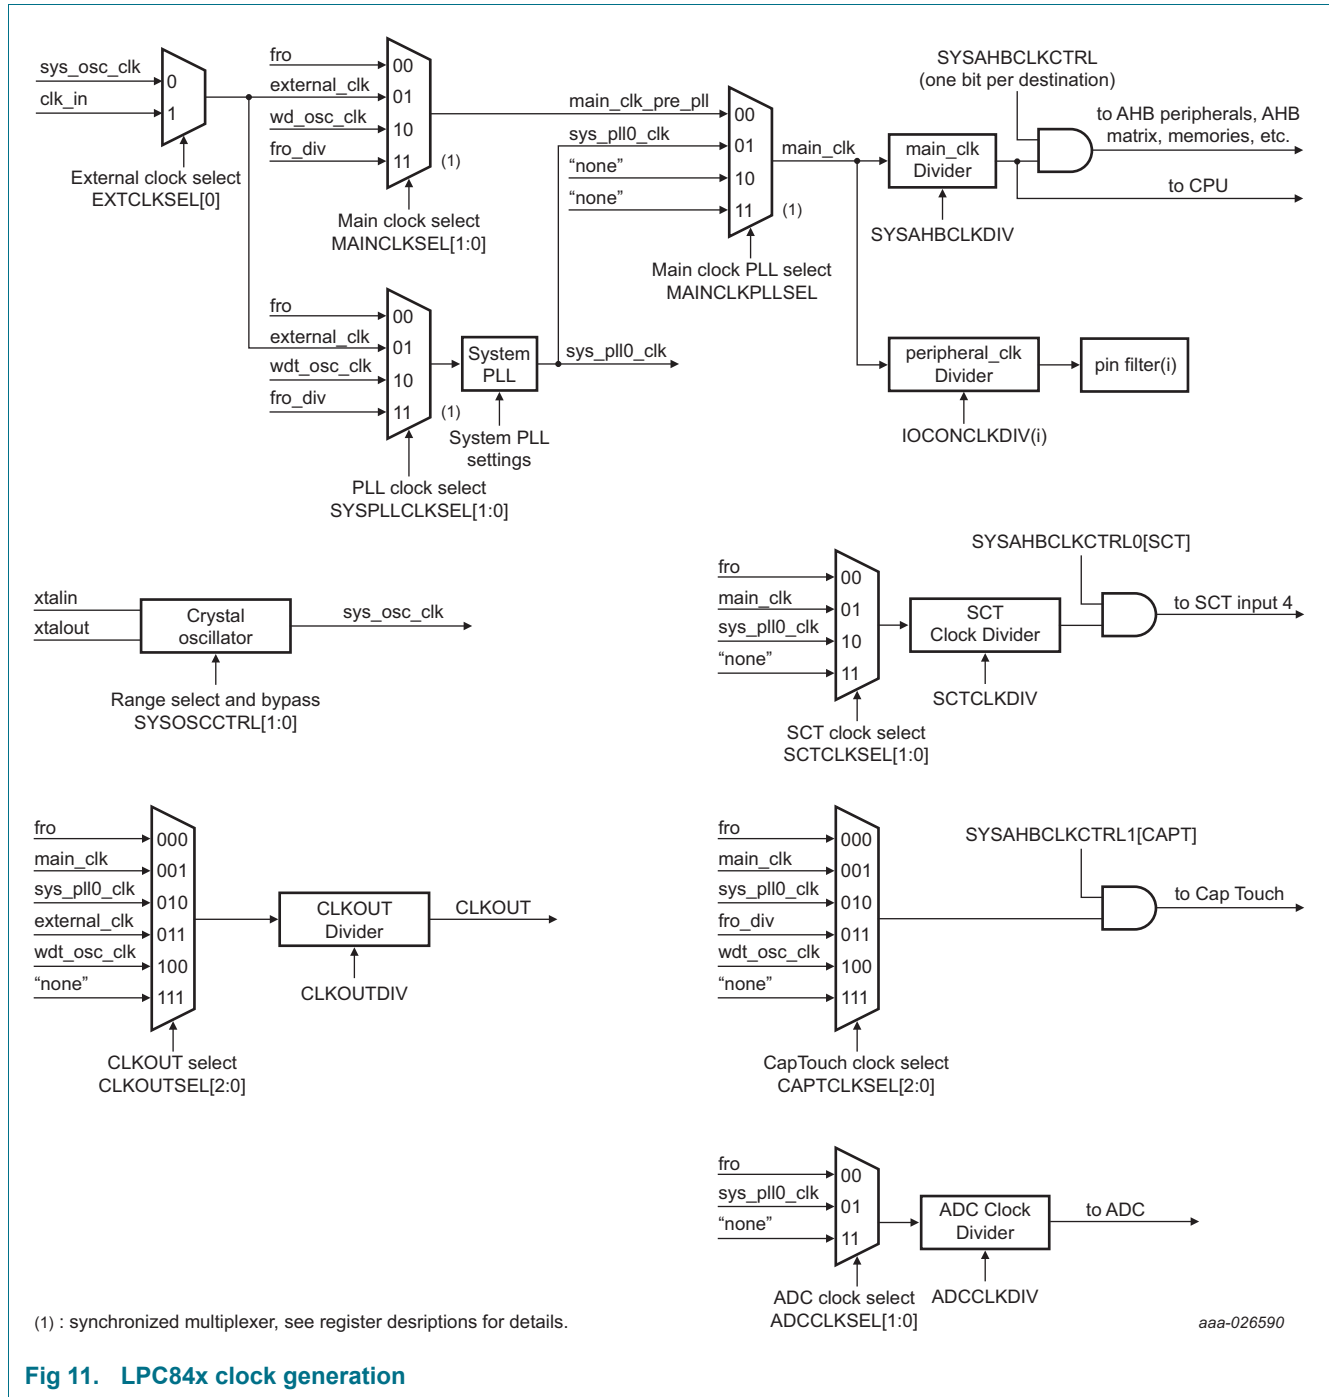 sys_osc_clk
clk_in
0
1
External clock select
EXTCLKSEL[0]
fro
external_clk
wd_osc_clk
fro_div
00
01
10
11
(1)
Main clock select
MAINCLKSEL[1:0]
main_clk_pre_pll
sys_pll0_clk
“none”
“none”
00
01
10
11
(1)
Main clock PLL select
MAINCLKPLLSEL
main_clk
main_clk
Divider
SYSAHBCLKDIV
SYSAHBCLKCTRL
(one bit per destination)
to AHB peripherals, AHB
matrix, memories, etc.
to CPU
fro
external_clk
wdt_osc_clk
fro_div
00
01
10
11
(1)
PLL clock select
SYSPLLCLKSEL[1:0]
System
PLL
System PLL
settings
sys_pll0_clk
peripheral_clk
Divider
IOCONCLKDIV(i)
pin filter(i)
xtalin
xtalout
Crystal
oscillator
sys_osc_clk
Range select and bypass
SYSOSCCTRL[1:0]
fro
main_clk
sys_pll0_clk
“none”
00
01
10
11
SCT clock select
SCTCLKSEL[1:0]
SCT
Clock Divider
SCTCLKDIV
SYSAHBCLKCTRL0[SCT]
to SCT input 4
fro
main_clk
sys_pll0_clk
external_clk
wdt_osc_clk
“none”
000
001
010
011
100
111
CLKOUT select
CLKOUTSEL[2:0]
CLKOUT
Divider
CLKOUTDIV
CLKOUT
fro
main_clk
sys_pll0_clk
fro_div
wdt_osc_clk
“none”
000
001
010
011
100
111
CapTouch clock select
CAPTCLKSEL[2:0]
SYSAHBCLKCTRL1[CAPT]
to Cap Touch
fro
sys_pll0_clk
“none”
00
01
11
ADC clock select
ADCCLKSEL[1:0]
ADC Clock
Divider
ADCCLKDIV
to ADC
(1) : synchronized multiplexer, see register desriptions for details.
aaa-026590
Fig 11. LPC84x clock generation